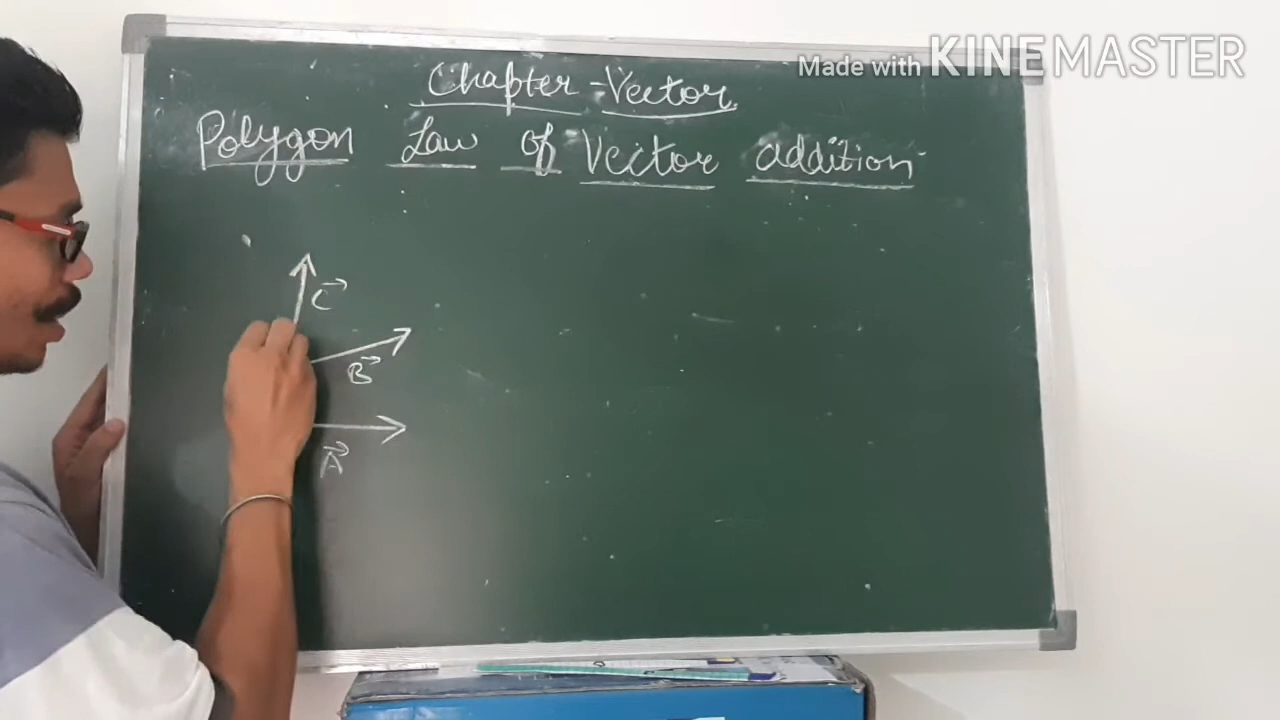 Made with KINEMASTER
Chapter - Vector
Polygon Law of Vector addition
C⃗
B⃗
A⃗